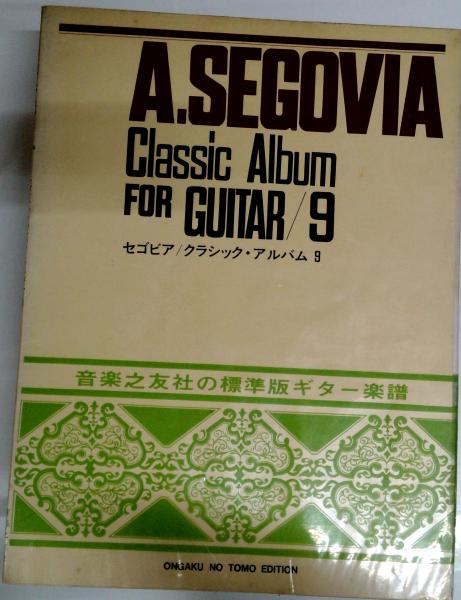 A.SEGOVIA
Classic Album
FOR GUITAR/9
セゴビア/クラシック・アルバム 9
音楽之友社の標準版ギター楽譜
ONGAKU NO TOMO EDITION